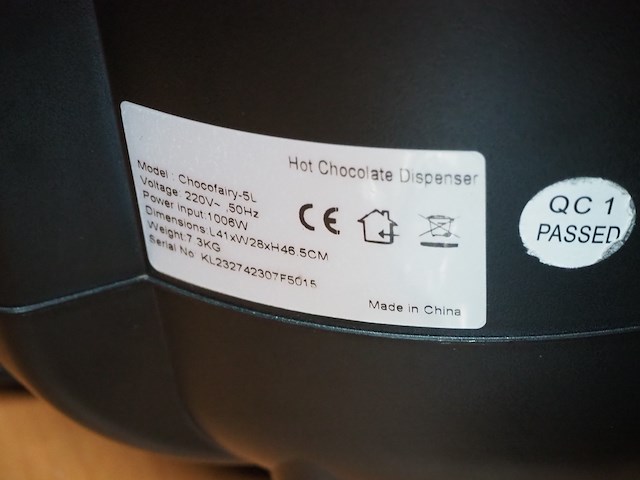 Hot Chocolate Dispenser
Model : Chocofairy-5L
Voltage: 220V~ ,50Hz
Power input:1006W
Dimensions:L41xW28xH46.5CM
Weight:7.3KG
Serial No KL232742307F5015
CE
Made in China
QC 1
PASSED